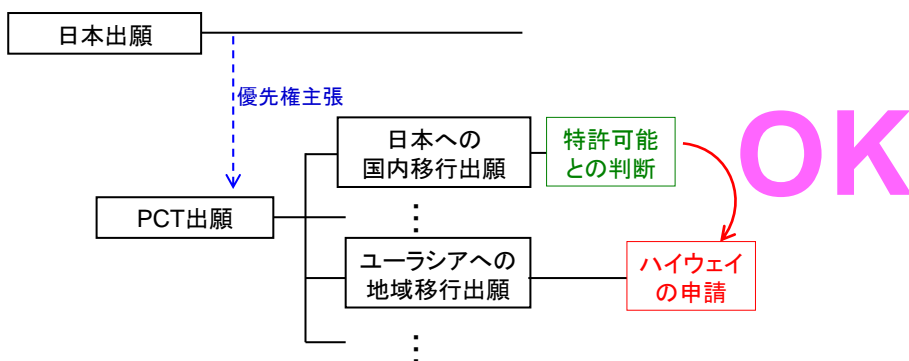 日本出願
優先権主張
日本への
国内移行出願
特許可能
との判断
OK
PCT出願
⋮
ユーラシアへの
地域移行出願
ハイウェイ
の申請
⋮